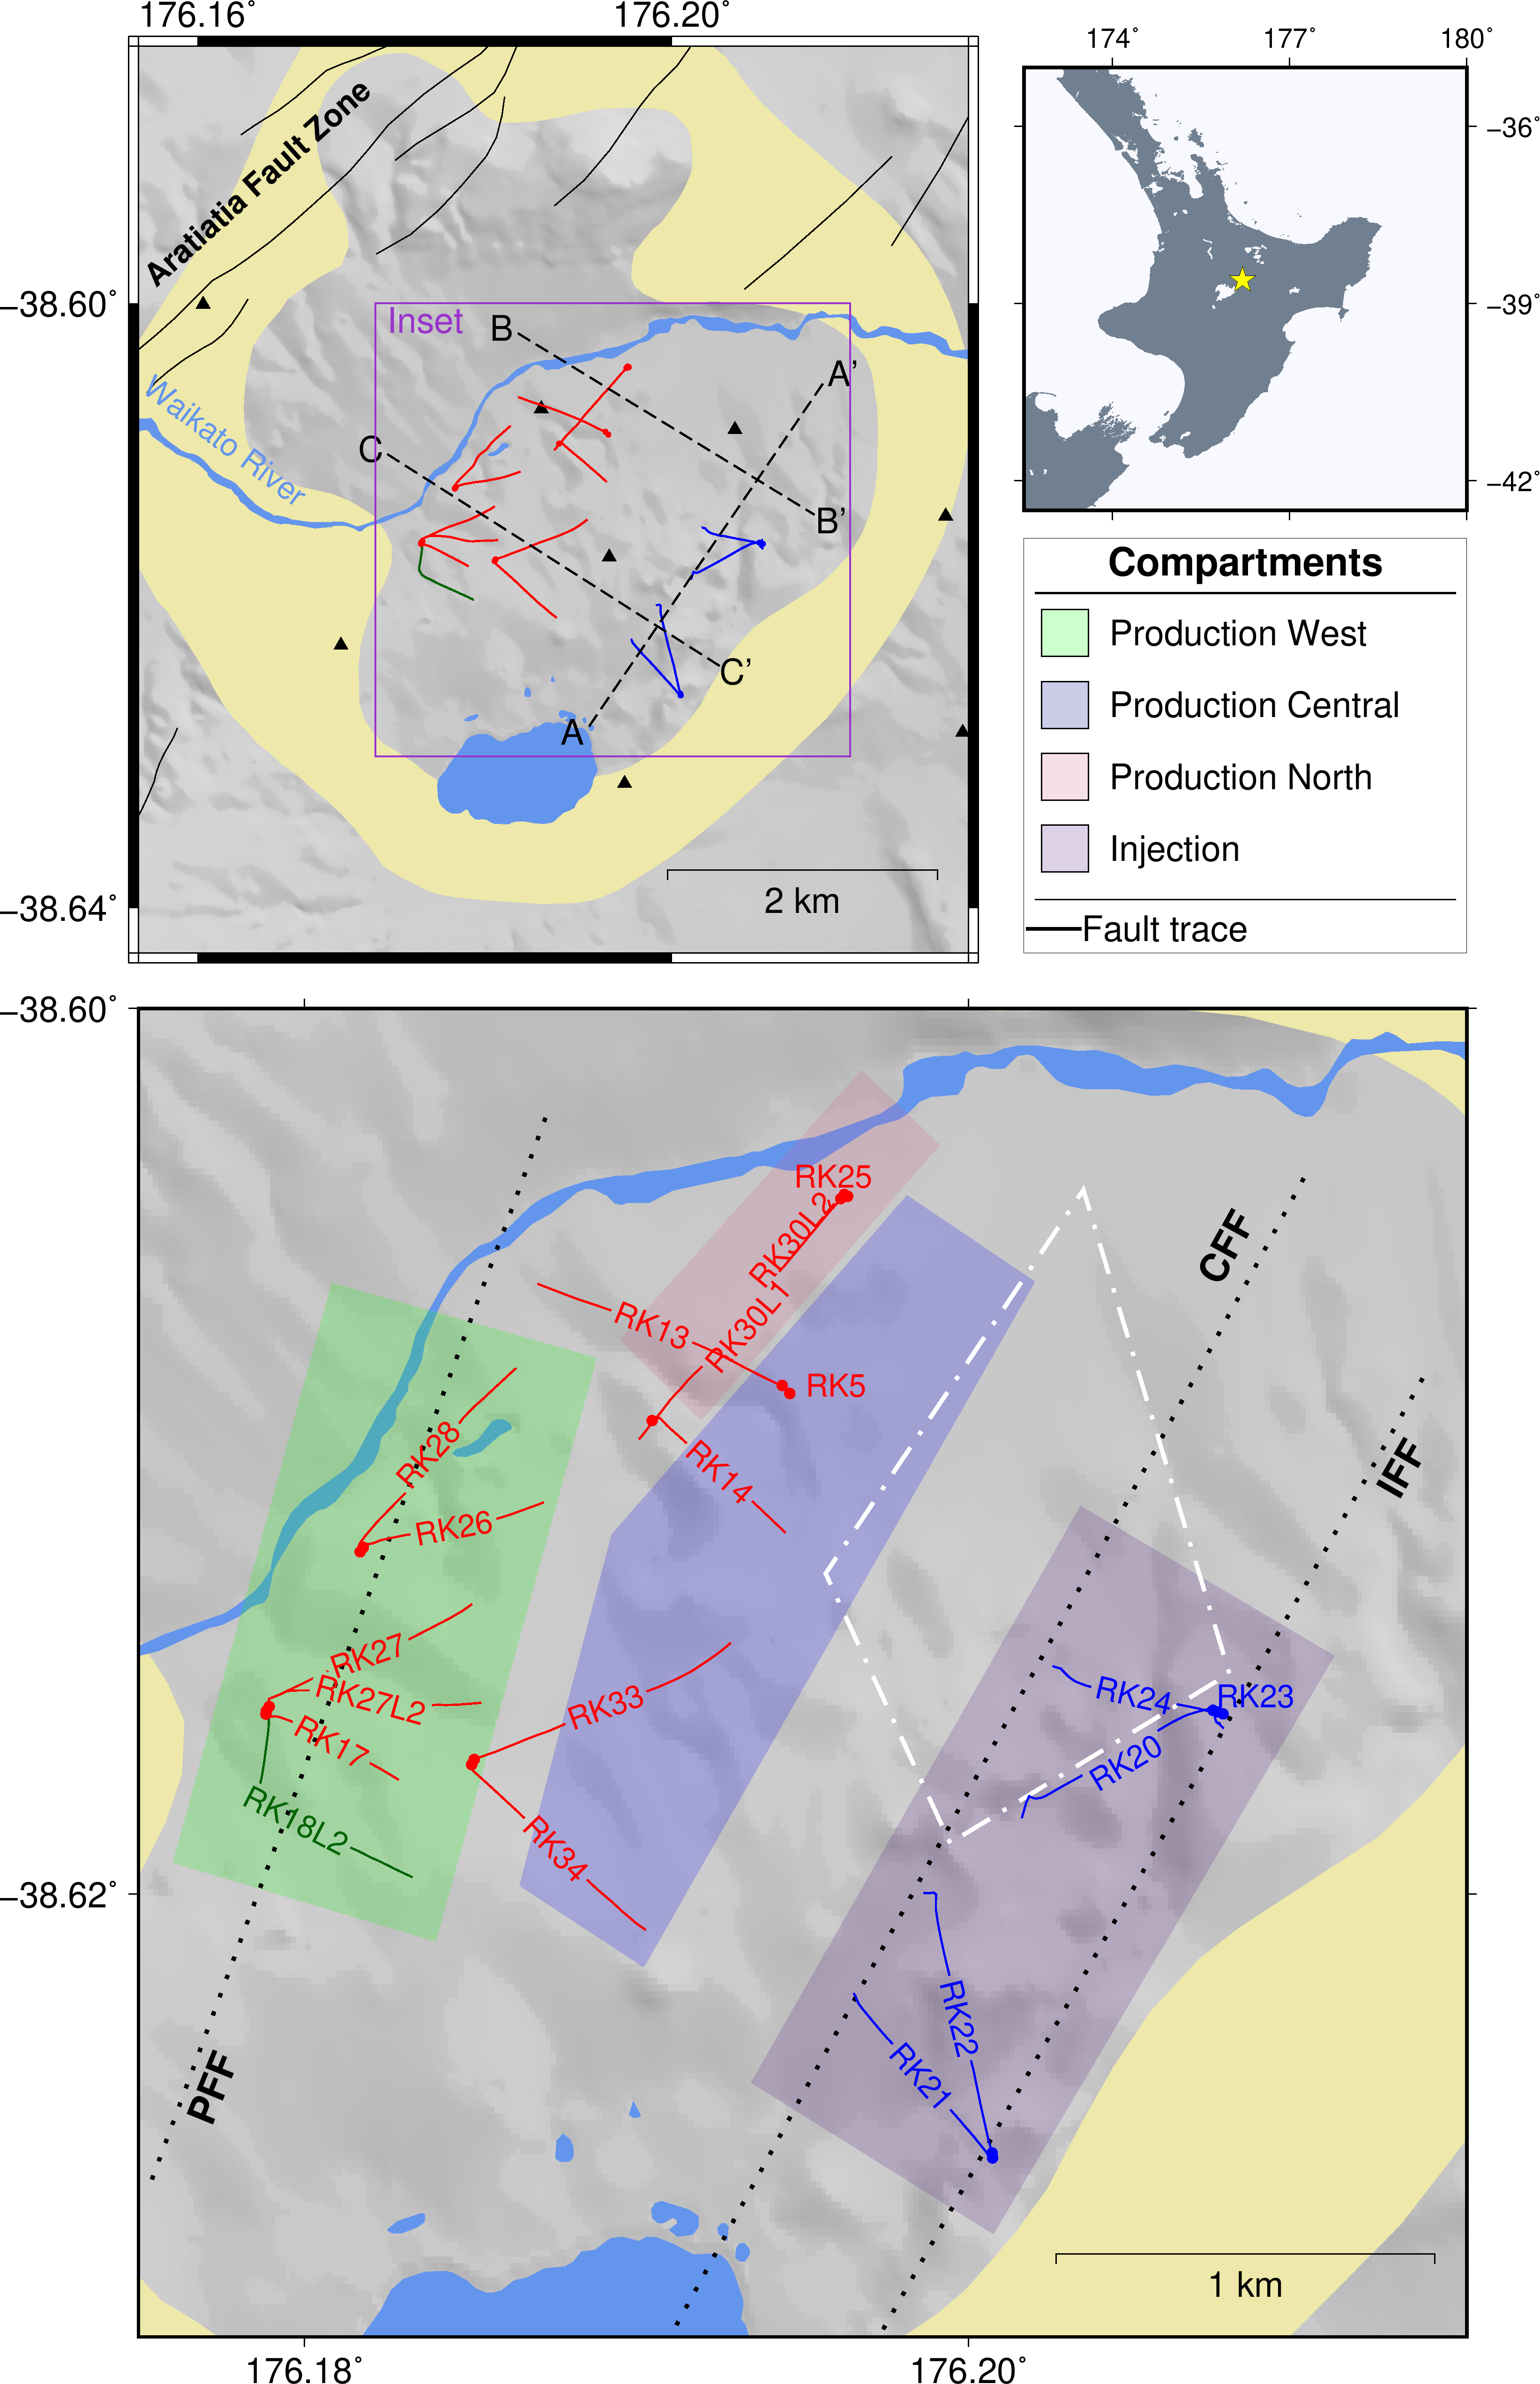 176.16°
176.20°
−38.60°
−38.64°
Aratiatia Fault Zone
Waikato River
Inset
B
A'
C
B'
C'
A
2 km
174°
177°
180°
−36°
−39°
−42°
Compartments
Production West
Production Central
Production North
Injection
Fault trace
−38.60°
−38.62°
176.18°
176.20°
RK25
RK30L2
RK30L1
RK13
RK5
RK14
RK28
RK26
RK27
RK27L2
RK17
RK18L2
RK33
RK34
CFF
IFF
PFF
RK24
RK23
RK20
RK22
RK21
1 km